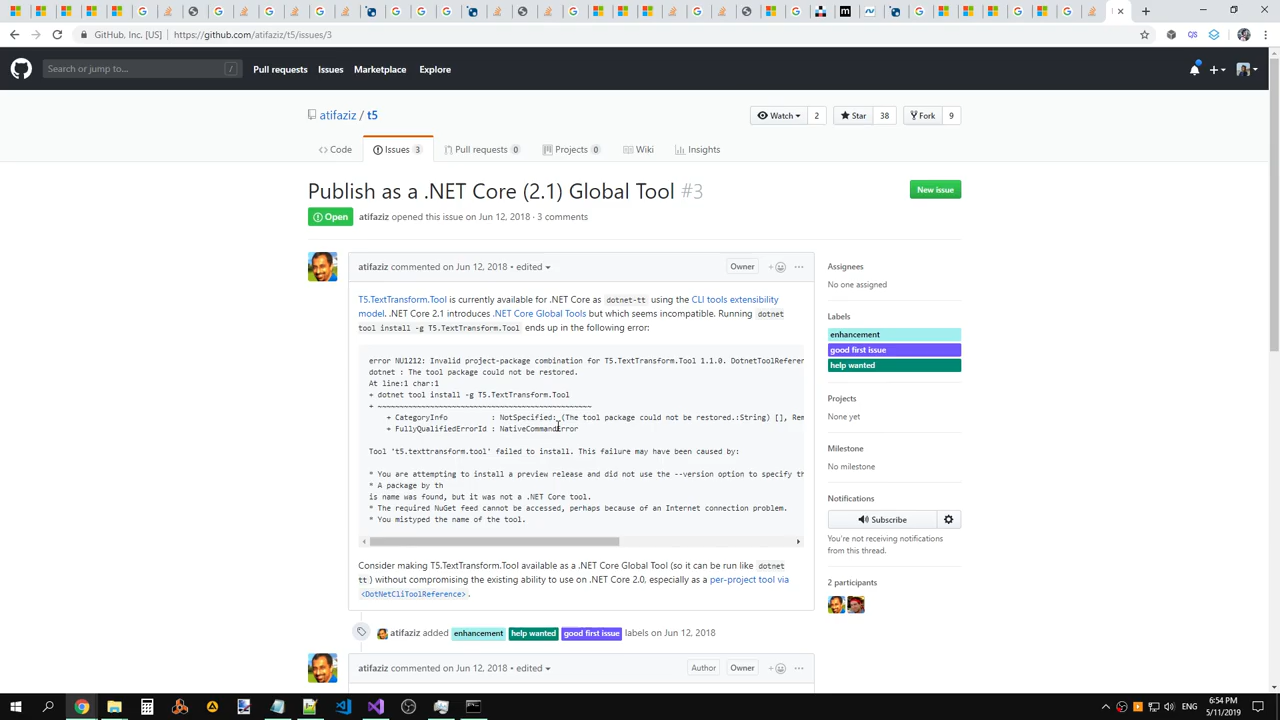 GitHub, Inc. [US] | https://github.com/atifaziz/t5/issues/3
Search or jump to...
/
Pull requests Issues Marketplace Explore
atifaziz / t5
Watch 2 Star 38 Fork 9
Code Issues 3 Pull requests 0 Projects 0 Wiki Insights
Publish as a .NET Core (2.1) Global Tool #3
New issue
Open atifaziz opened this issue on Jun 12, 2018 · 3 comments
atifaziz commented on Jun 12, 2018 • edited
Owner
T5.TextTransform.Tool is currently available for .NET Core as dotnet-tt using the CLI tools extensibility
model. .NET Core 2.1 introduces .NET Core Global Tools but which seems incompatible. Running dotnet
tool install -g T5.TextTransform.Tool ends up in the following error:
error NU1212: Invalid project-package combination for T5.TextTransform.Tool 1.1.0. DotnetToolReferen
dotnet : The tool package could not be restored.
At line:1 char:1
+ dotnet tool install -g T5.TextTransform.Tool
+ ~~~~~~~~~~~~~~~~~~~~~~~~~~~~~~~~~~~~~~~~~~~~
+ CategoryInfo : NotSpecified: (The tool package could not be restored.:String) [], Rem
+ FullyQualifiedErrorId : NativeCommandError
Tool 't5.texttransform.tool' failed to install. This failure may have been caused by:
* You are attempting to install a preview release and did not use the --version option to specify th
* A package by th
is name was found, but it was not a .NET Core tool.
* The required NuGet feed cannot be accessed, perhaps because of an Internet connection problem.
* You mistyped the name of the tool.
Consider making T5.TextTransform.Tool available as a .NET Core Global Tool (so it can be run like dotnet
tt ) without compromising the existing ability to use on .NET Core 2.0, especially as a per-project tool via
<DotNetCliToolReference>.
atifaziz added enhancement help wanted good first issue labels on Jun 12, 2018
atifaziz commented on Jun 12, 2018 • edited
Author Owner
Assignees
No one assigned
Labels
enhancement
good first issue
help wanted
Projects
None yet
Milestone
No milestone
Notifications
Subscribe
You're not receiving notifications
from this thread.
2 participants
ENG
6:54 PM
5/11/2019